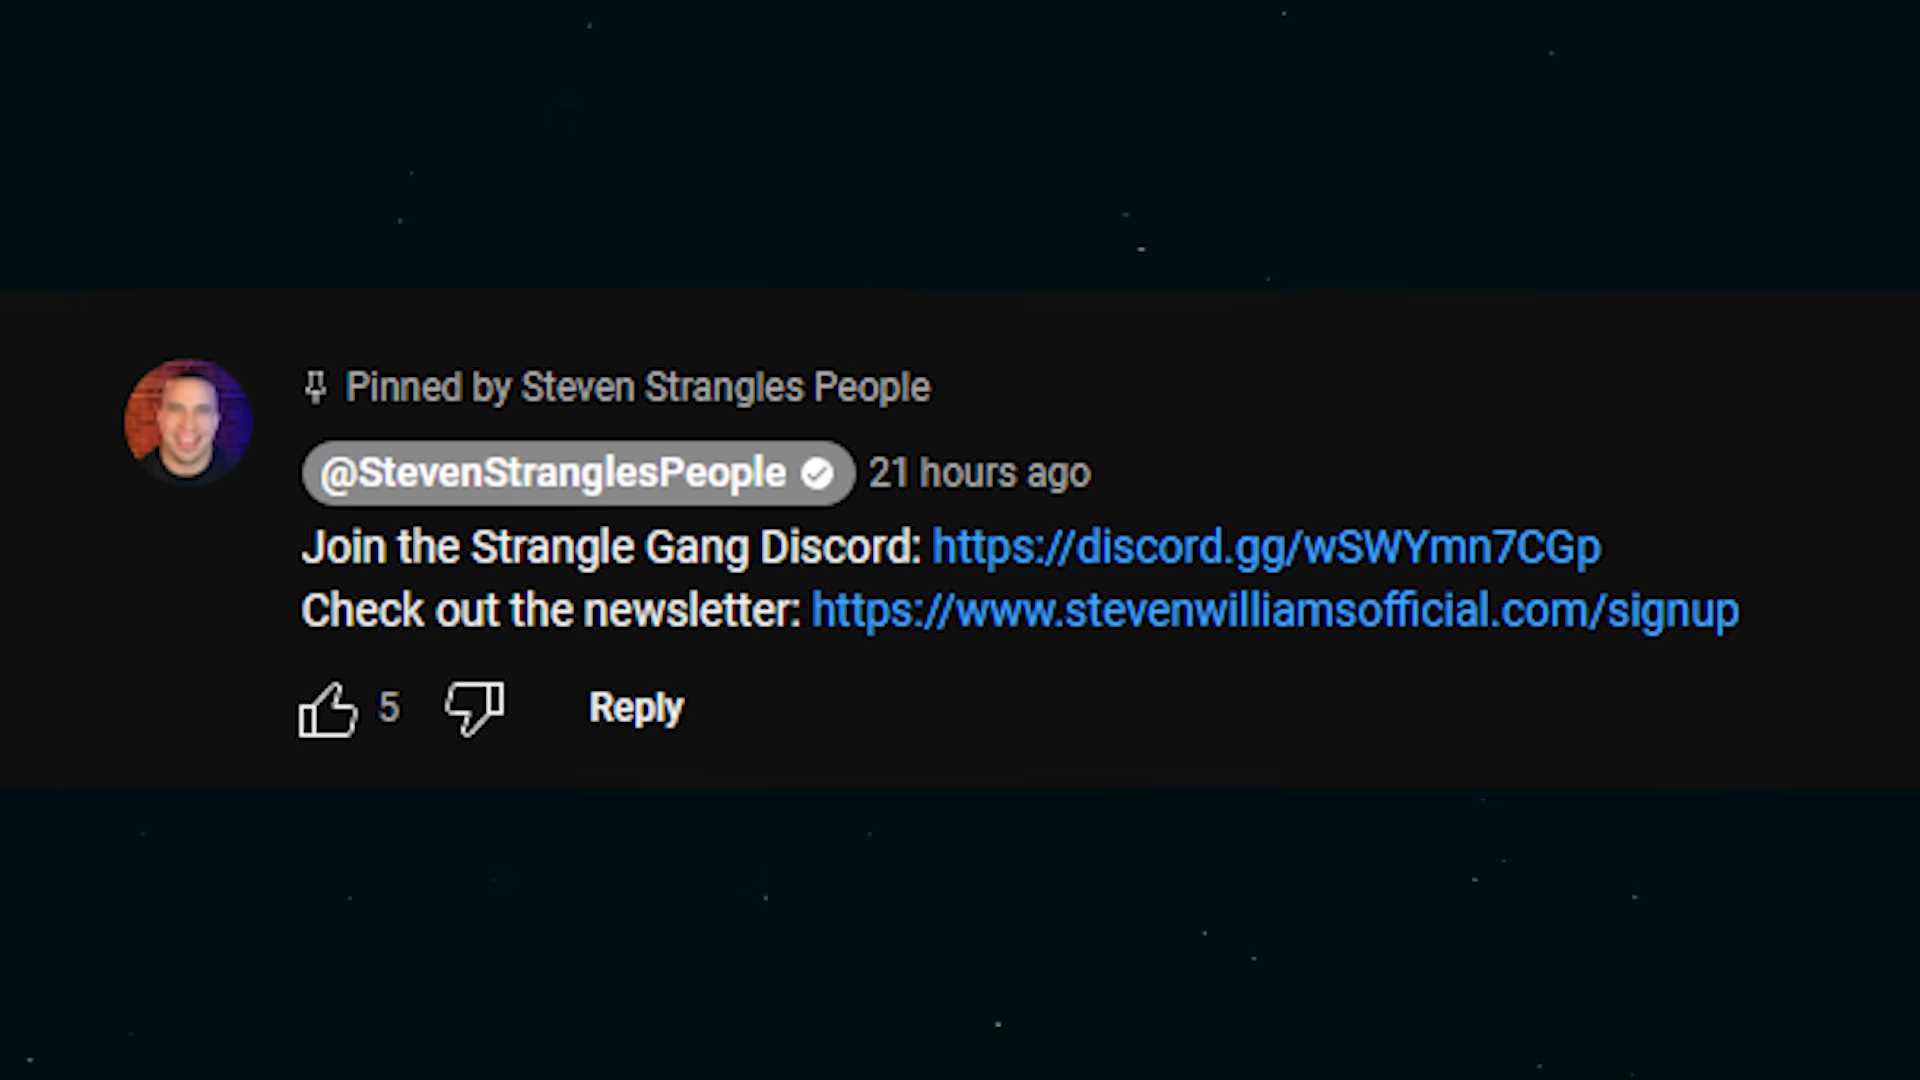 Pinned by Steven Strangles People
@StevenStranglesPeople 21 hours ago
Join the Strangle Gang Discord: https://discord.gg/wSWYmn7CGp
Check out the newsletter: https://www.stevenwilliamsofficial.com/signup
5 Reply